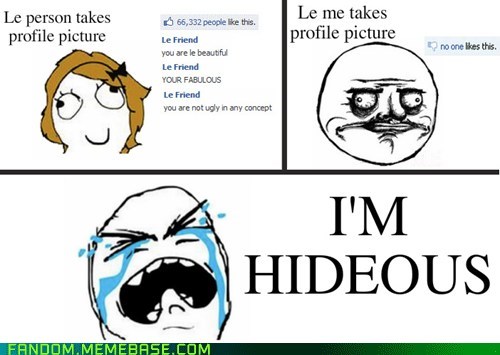 Le person takes
profile picture
66,332 people like this.
Le Friend
you are le beautiful
Le Friend
YOUR FABULOUS
Le Friend
you are not ugly in any concept
Le me takes
profile picture
no one likes this.
I'M
HIDEOUS
FANDOM.MEMEBASE.COM